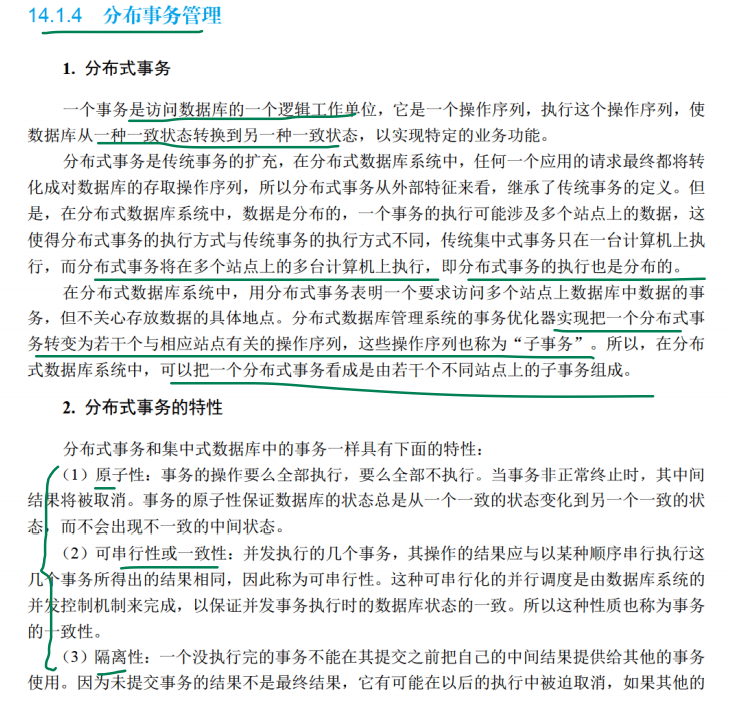 14.1.4 分布事务管理
1. 分布式事务
一个事务是访问数据库的一个逻辑工作单位，它是一个操作序列，执行这个操作序列，使
数据库从一种一致状态转换到另一种一致状态，以实现特定的业务功能。
分布式事务是传统事务的扩充，在分布式数据库系统中，任何一个应用的请求最终都将转
化成对数据库的存取操作序列，所以分布式事务从外部特征来看，继承了传统事务的定义。但
是，在分布式数据库系统中，数据是分布的，一个事务的执行可能涉及多个站点上的数据，这
使得分布式事务的执行方式与传统事务的执行方式不同，传统集中式事务只在一台计算机上执
行，而分布式事务将在多个站点上的多台计算机上执行，即分布式事务的执行也是分布的。
在分布式数据库系统中，用分布式事务表明一个要求访问多个站点上数据库中数据的事
务，但不关心存放数据的具体地点。分布式数据库管理系统的事务优化器实现把一个分布式事
务转变为若干个与相应站点有关的操作序列，这些操作序列也称为“子事务”。所以，在分布
式数据库系统中，可以把一个分布式事务看成是由若干个不同站点上的子事务组成。
2. 分布式事务的特性
分布式事务和集中式数据库中的事务一样具有下面的特性：
（1）原子性：事务的操作要么全部执行，要么全部不执行。当事务非正常终止时，其中间
结果将被取消。事务的原子性保证数据库的状态总是从一个一致的状态变化到另一个一致的状
态，而不会出现不一致的中间状态。
（2）可串行性或一致性：并发执行的几个事务，其操作的结果应与以某种顺序串行执行这
几个事务所得出的结果相同，因此称为可串行性。这种可串行化的并行调度是由数据库系统的
并发控制机制来完成，以保证并发事务执行时的数据库状态的一致。所以这种性质也称为事务
的一致性。
（3）隔离性：一个没执行完的事务不能在其提交之前把自己的中间结果提供给其他的事务
使用。因为未提交事务的结果不是最终结果，它有可能在以后的执行中被迫取消，如果其他的